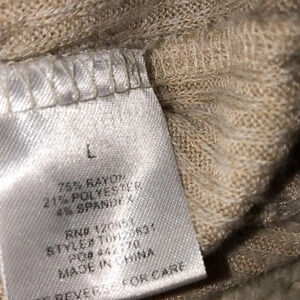 L
75% RAYON
21% POLYESTER
4% SPANDEX
RN#
STYLE#
PO#
MADE IN CHINA
REVERSE FOR CARE